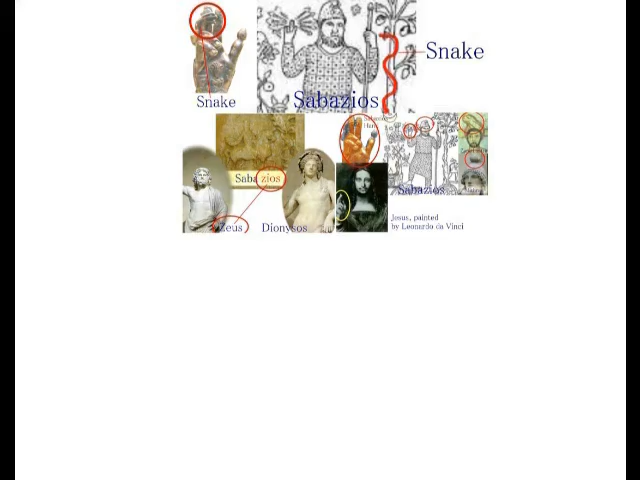 Snake
Snake
Sabazios
Sabazios
Zeus
Dionysos
Sabazios
Jesus, painted
by Leonardo da Vinci